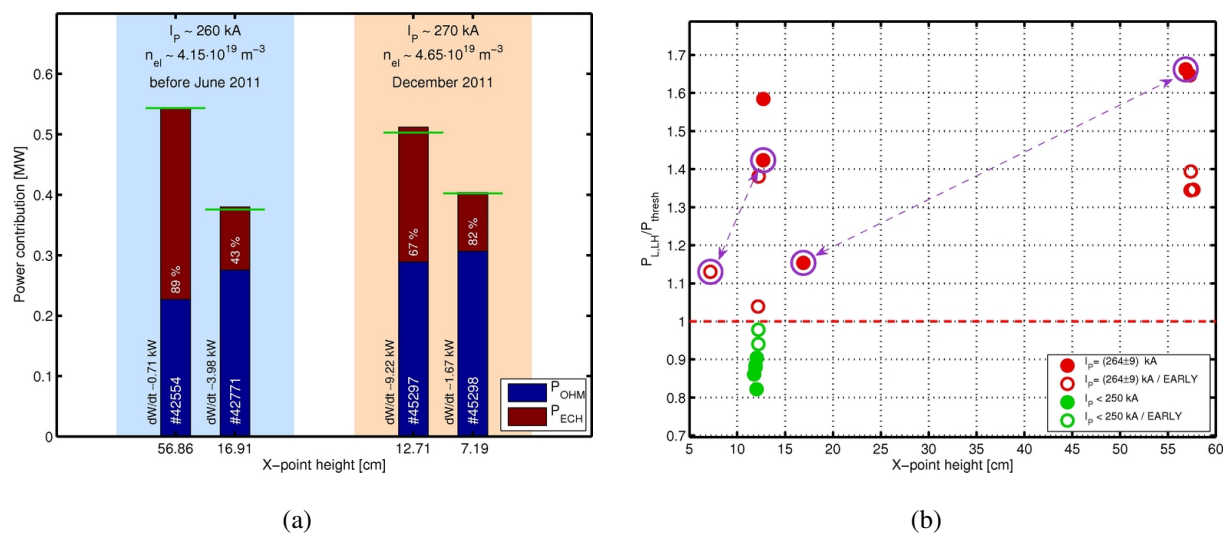 I_P ~ 260 kA
n_el ~ 4.15·10^19 m^−3
before June 2011
I_P ~ 270 kA
n_el ~ 4.65·10^19 m^−3
December 2011
Power contribution [MW]
0.6
0.5
0.4
0.3
0.2
0.1
0
89 %
43 %
67 %
82 %
dW/dt ~0.71 kW
#42554
dW/dt ~3.98 kW
#42771
dW/dt ~9.22 kW
#45297
dW/dt ~1.67 kW
#45298
P_OHM
P_ECH
56.86
16.91
12.71
7.19
X−point height [cm]
(a)
P_L,LH/P_thresh
1.7
1.6
1.5
1.4
1.3
1.2
1.1
1
0.9
0.8
0.7
I_P= (264±9) kA
I_P= (264±9) kA / EARLY
I_P < 250 kA
I_P < 250 kA / EARLY
5 10 15 20 25 30 35 40 45 50 55 60
X−point height [cm]
(b)